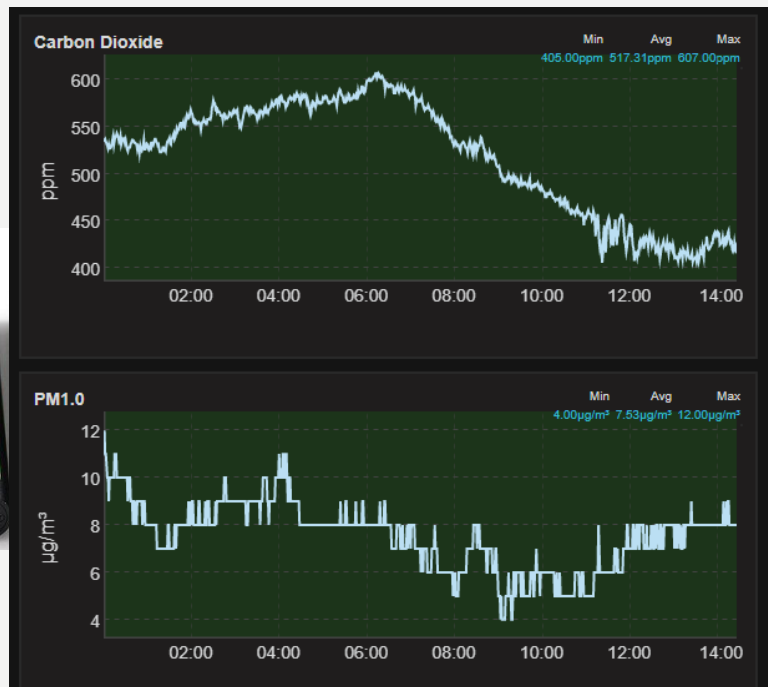 Carbon Dioxide
Min Avg Max
405.00ppm 517.31ppm 607.00ppm
600
550
500
450
400
ppm
02:00 04:00 06:00 08:00 10:00 12:00 14:00
PM1.0
Min Avg Max
4.00µg/m³ 7.53µg/m³ 12.00µg/m³
12
10
8
6
4
µg/m³
02:00 04:00 06:00 08:00 10:00 12:00 14:00